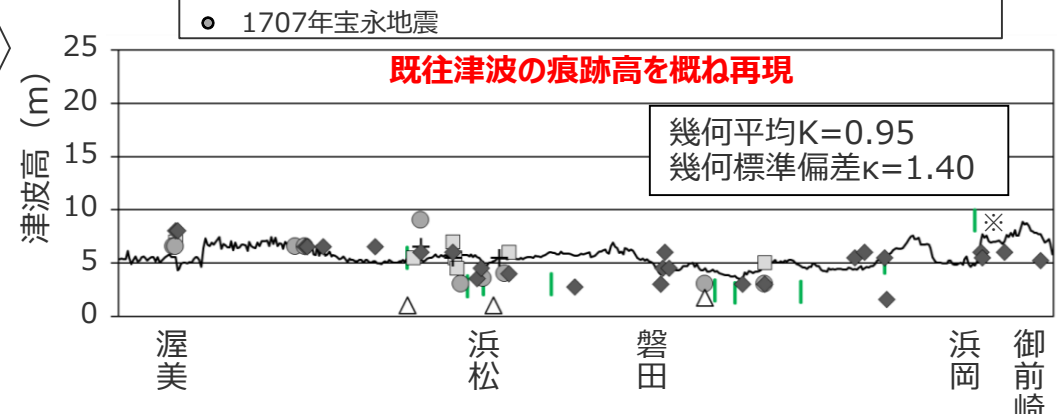 1707年宝永地震
既往津波の痕跡高を概ね再現
幾何平均K=0.95
幾何標準偏差κ=1.40
津波高（m）
25
20
15
10
5
0
※
渥美
浜松
磐田
浜岡
御前崎